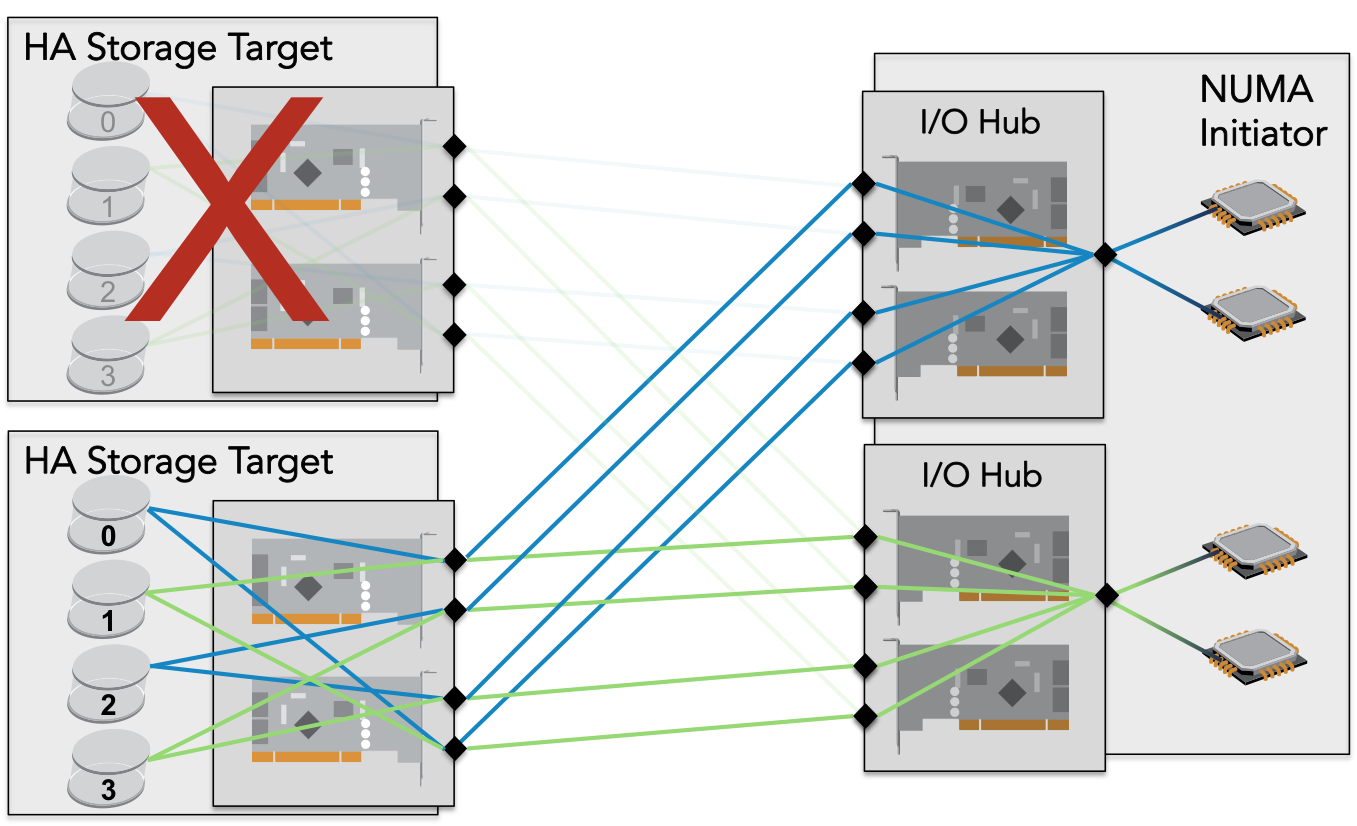 HA Storage Target
0
1
2
3
HA Storage Target
0
1
2
3
I/O Hub
I/O Hub
NUMA
Initiator